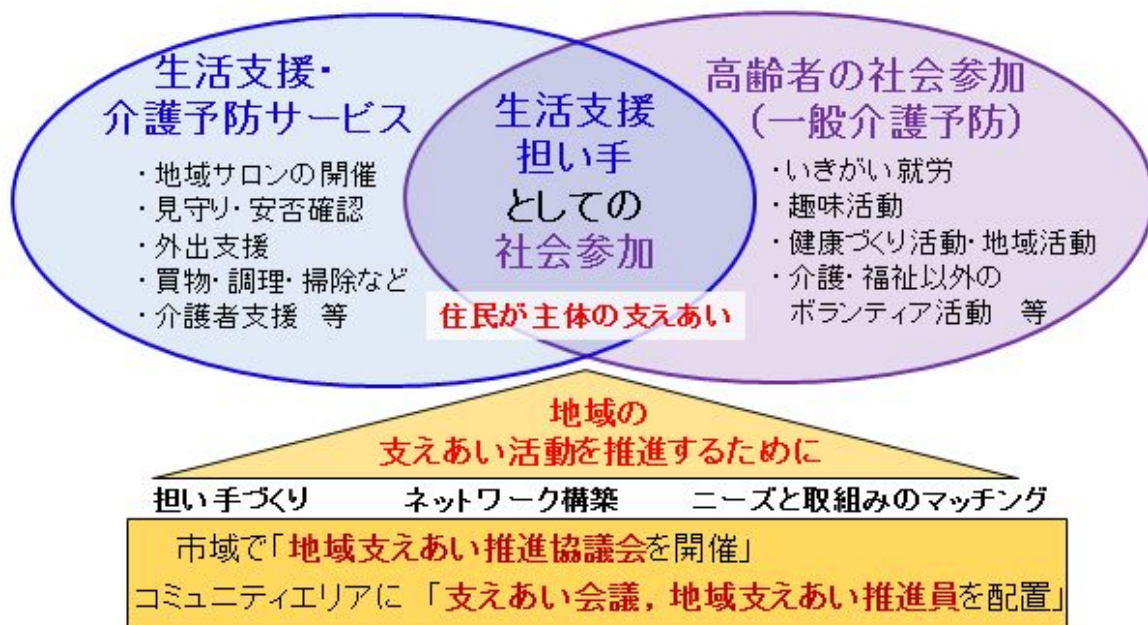 生活支援・
介護予防サービス
・地域サロンの開催
・見守り・安否確認
・外出支援
・買物・調理・掃除など
・介護者支援　等
生活支援
担い手
としての
社会参加
住民が主体の支えあい
高齢者の社会参加
（一般介護予防）
・いきがい就労
・趣味活動
・健康づくり活動・地域活動
・介護・福祉以外の
ボランティア活動　等
地域の
支えあい活動を推進するために
担い手づくり　ネットワーク構築　ニーズと取組みのマッチング
市域で「地域支えあい推進協議会を開催」
コミュニティエリアに　「支えあい会議，地域支えあい推進員を配置」